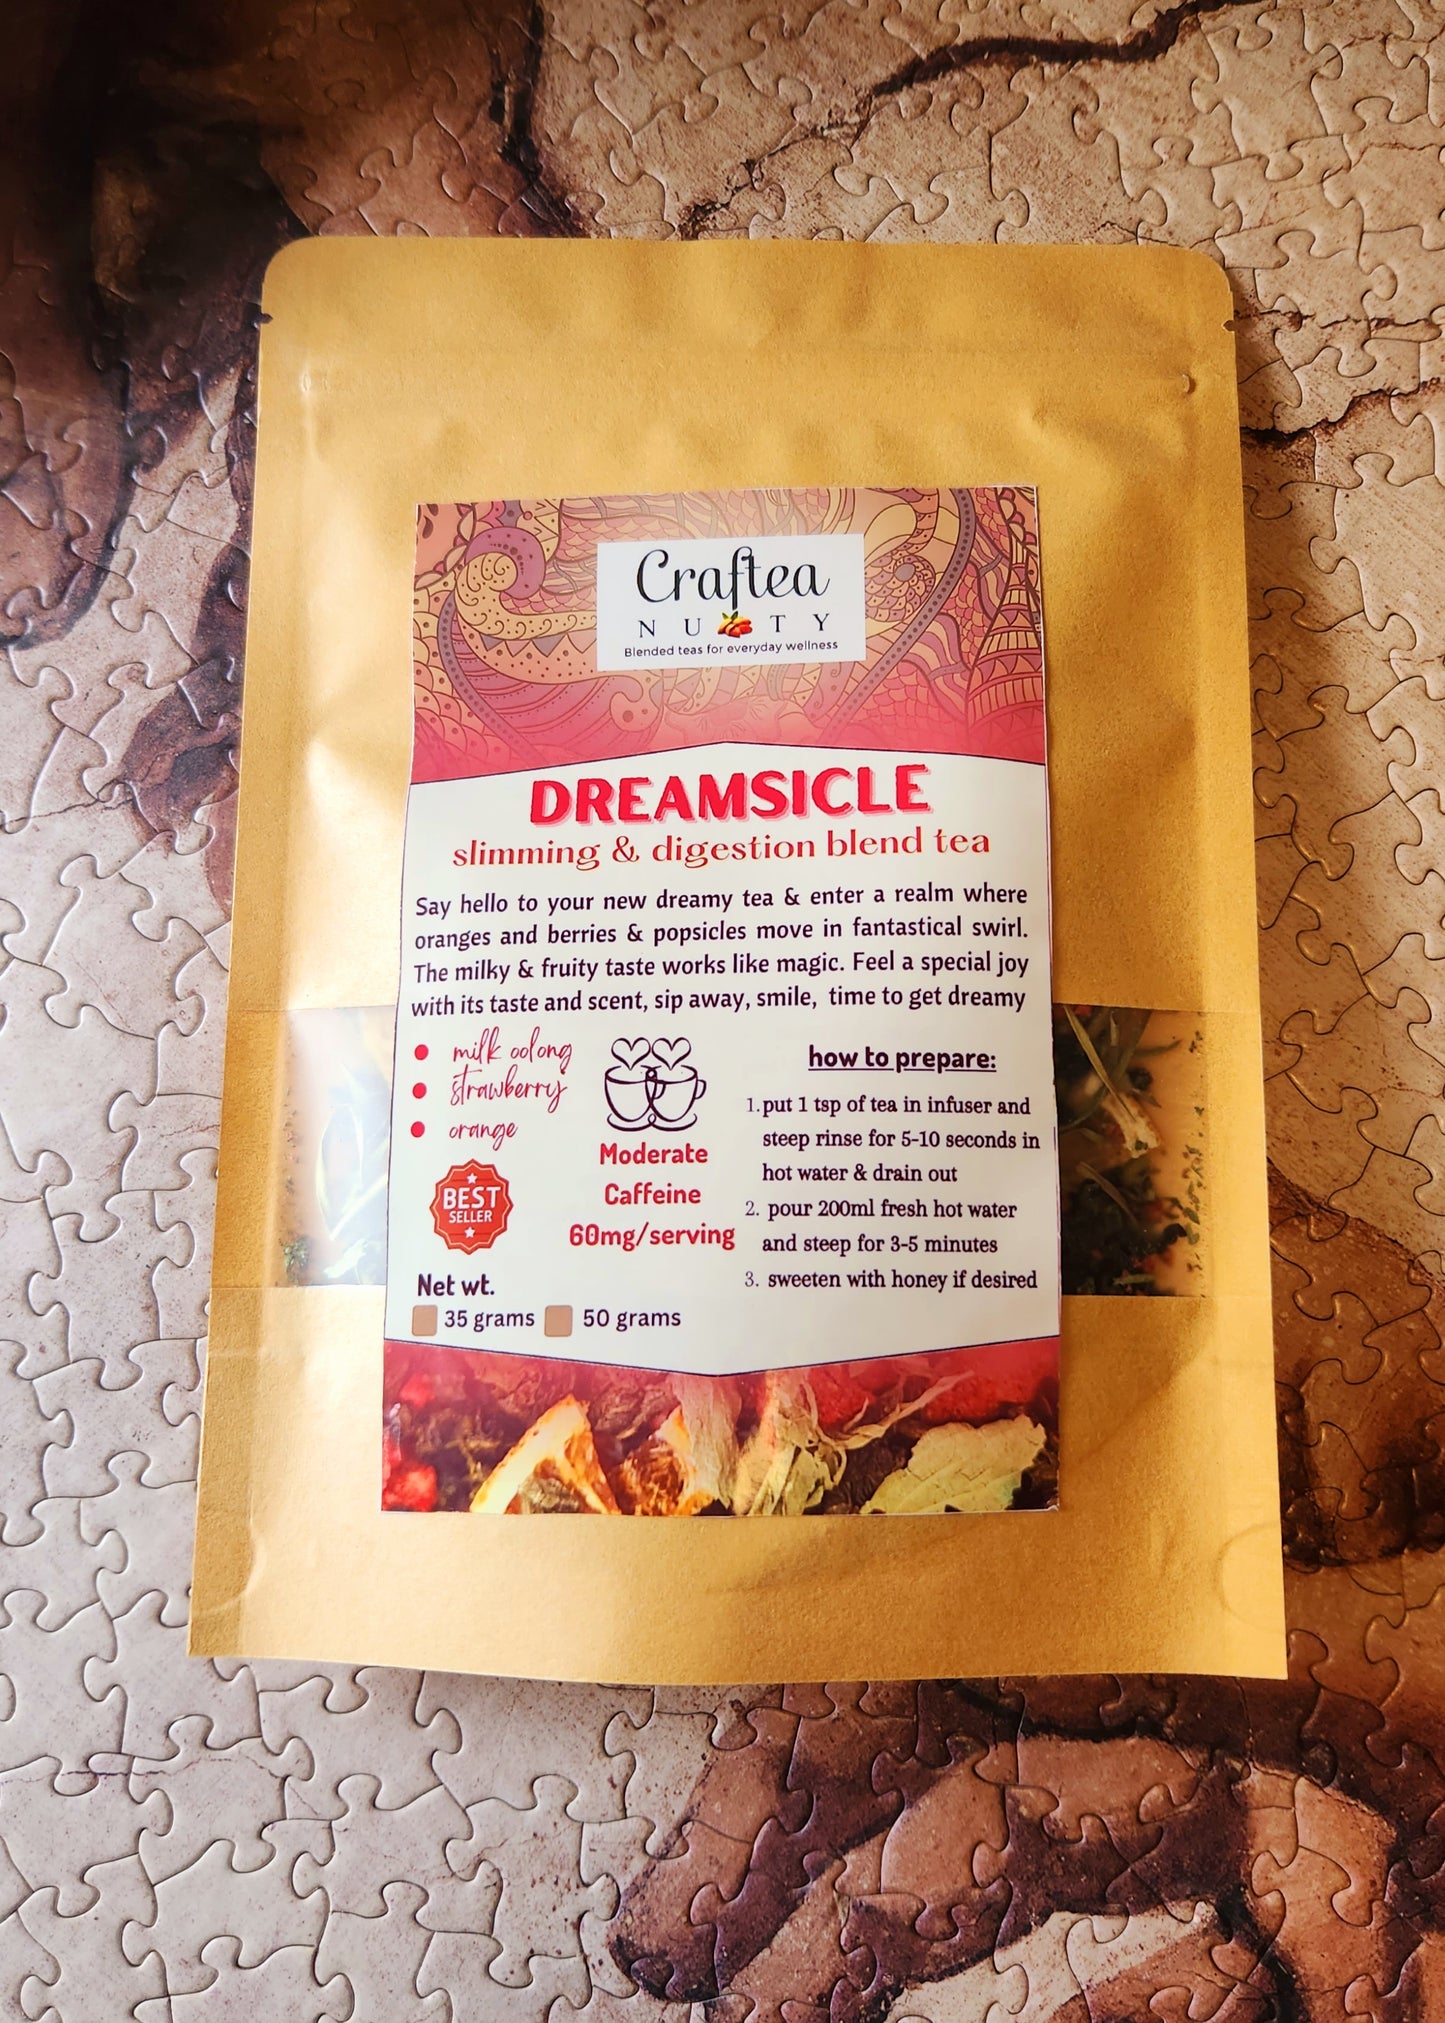 Craftea
NU TY
Blended teas for everyday wellness
DREAMSICLE
slimming & digestion blend tea
Say hello to your new dreamy tea & enter a realm where
oranges and berries & popsicles move in fantastical swirl.
The milky & fruity taste works like magic. Feel a special joy
with its taste and scent, sip away, smile, time to get dreamy
milk oolong
strawberry
orange
BEST
SELLER
Moderate
Caffeine
60mg/serving
how to prepare:
1. put 1 tsp of tea in infuser and
steep rinse for 5-10 seconds in
hot water & drain out
2. pour 200ml fresh hot water
and steep for 3-5 minutes
3. sweeten with honey if desired
Net wt.
35 grams 50 grams